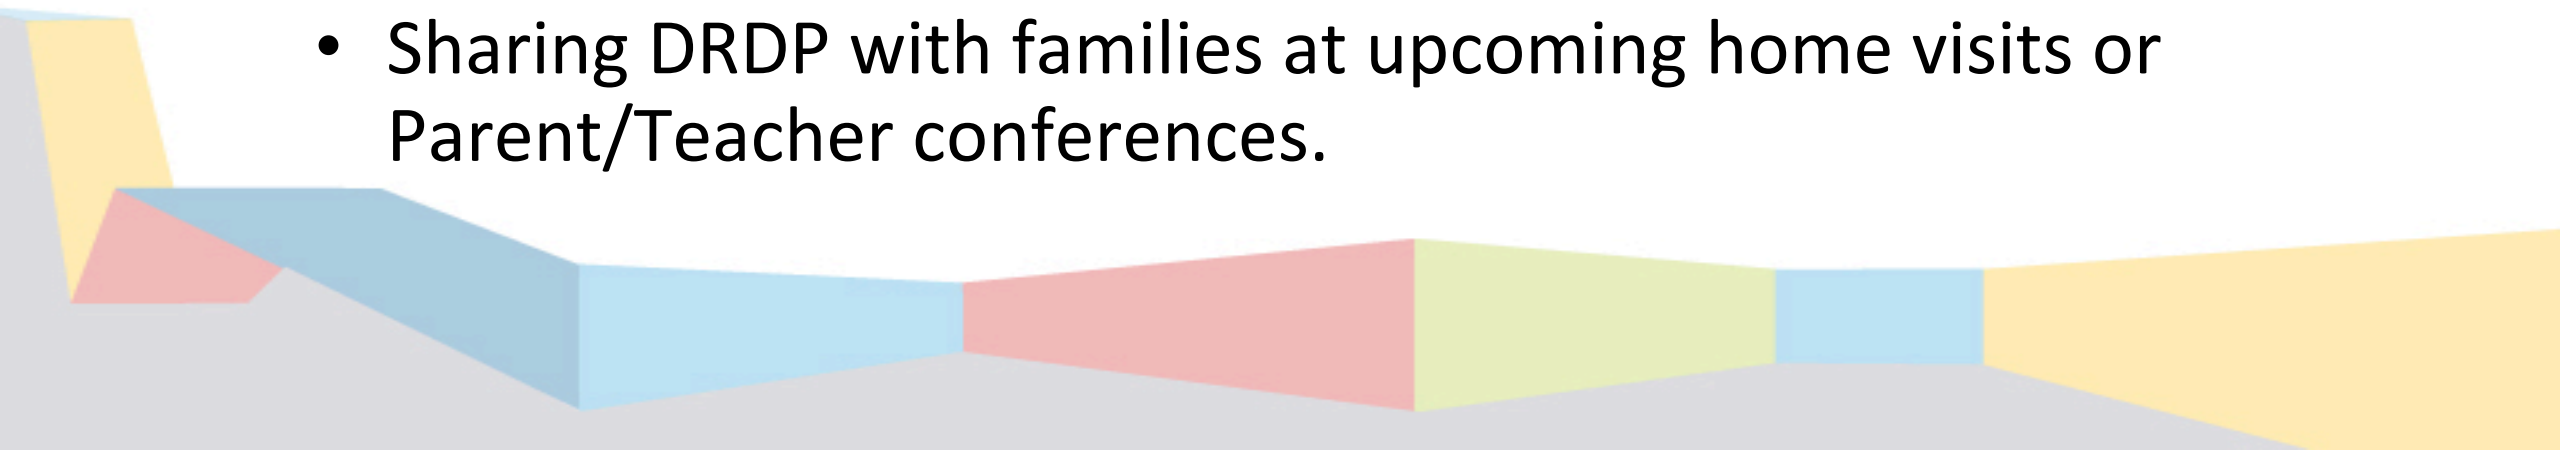 • Sharing DRDP with families at upcoming home visits or
Parent/Teacher conferences.